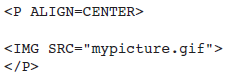 <P ALIGN=CENTER>
<IMG SRC="mypicture.gif">
</P>